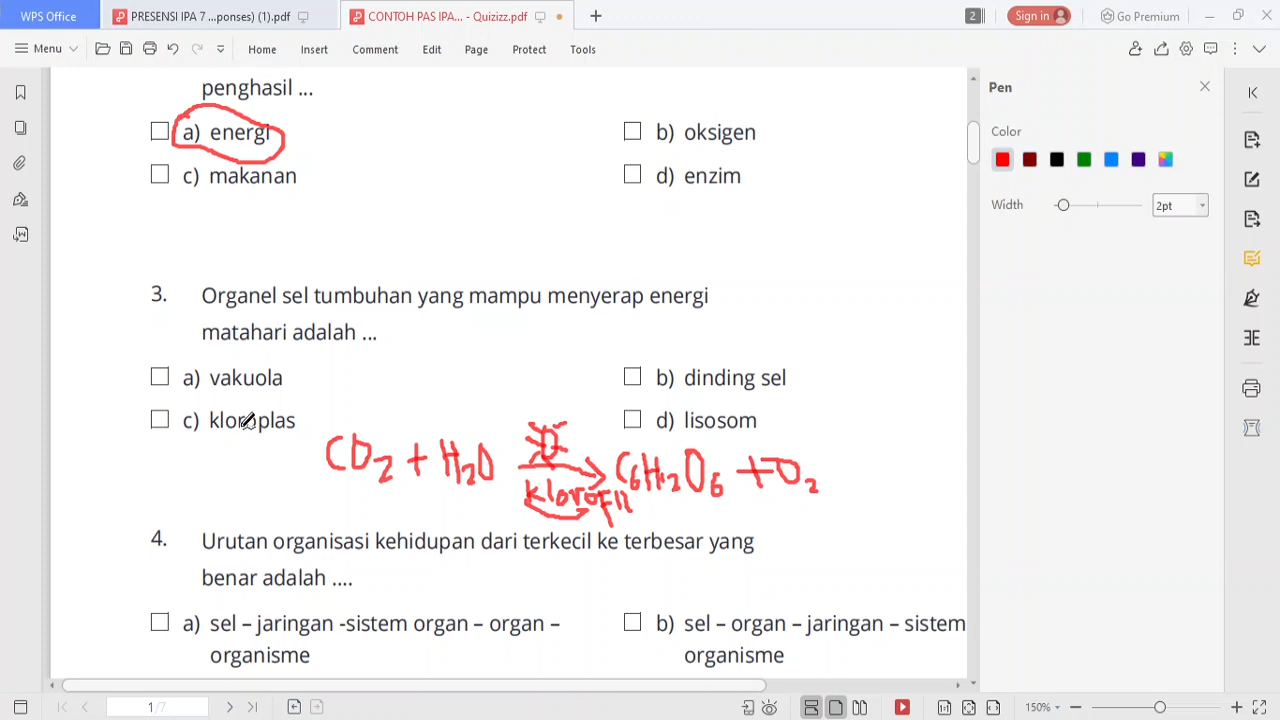 WPS Office
PRESENSI IPA 7 ...ponses) (1).pdf
CONTOH PAS IPA... - Quizizz.pdf
2
Sign in
Go Premium
Menu
Home
Insert
Comment
Edit
Page
Protect
Tools
penghasil ...
a) energi
b) oksigen
c) makanan
d) enzim
3. Organel sel tumbuhan yang mampu menyerap energi
matahari adalah ...
a) vakuola
b) dinding sel
c) kloroplas
d) lisosom
CO2 + H2O → C6H12O6 + O2
klorofil
4. Urutan organisasi kehidupan dari terkecil ke terbesar yang
benar adalah ....
a) sel – jaringan -sistem organ – organ –
organisme
b) sel – organ – jaringan – sistem
organisme
Pen
Color
Width
2pt
1/7
150%